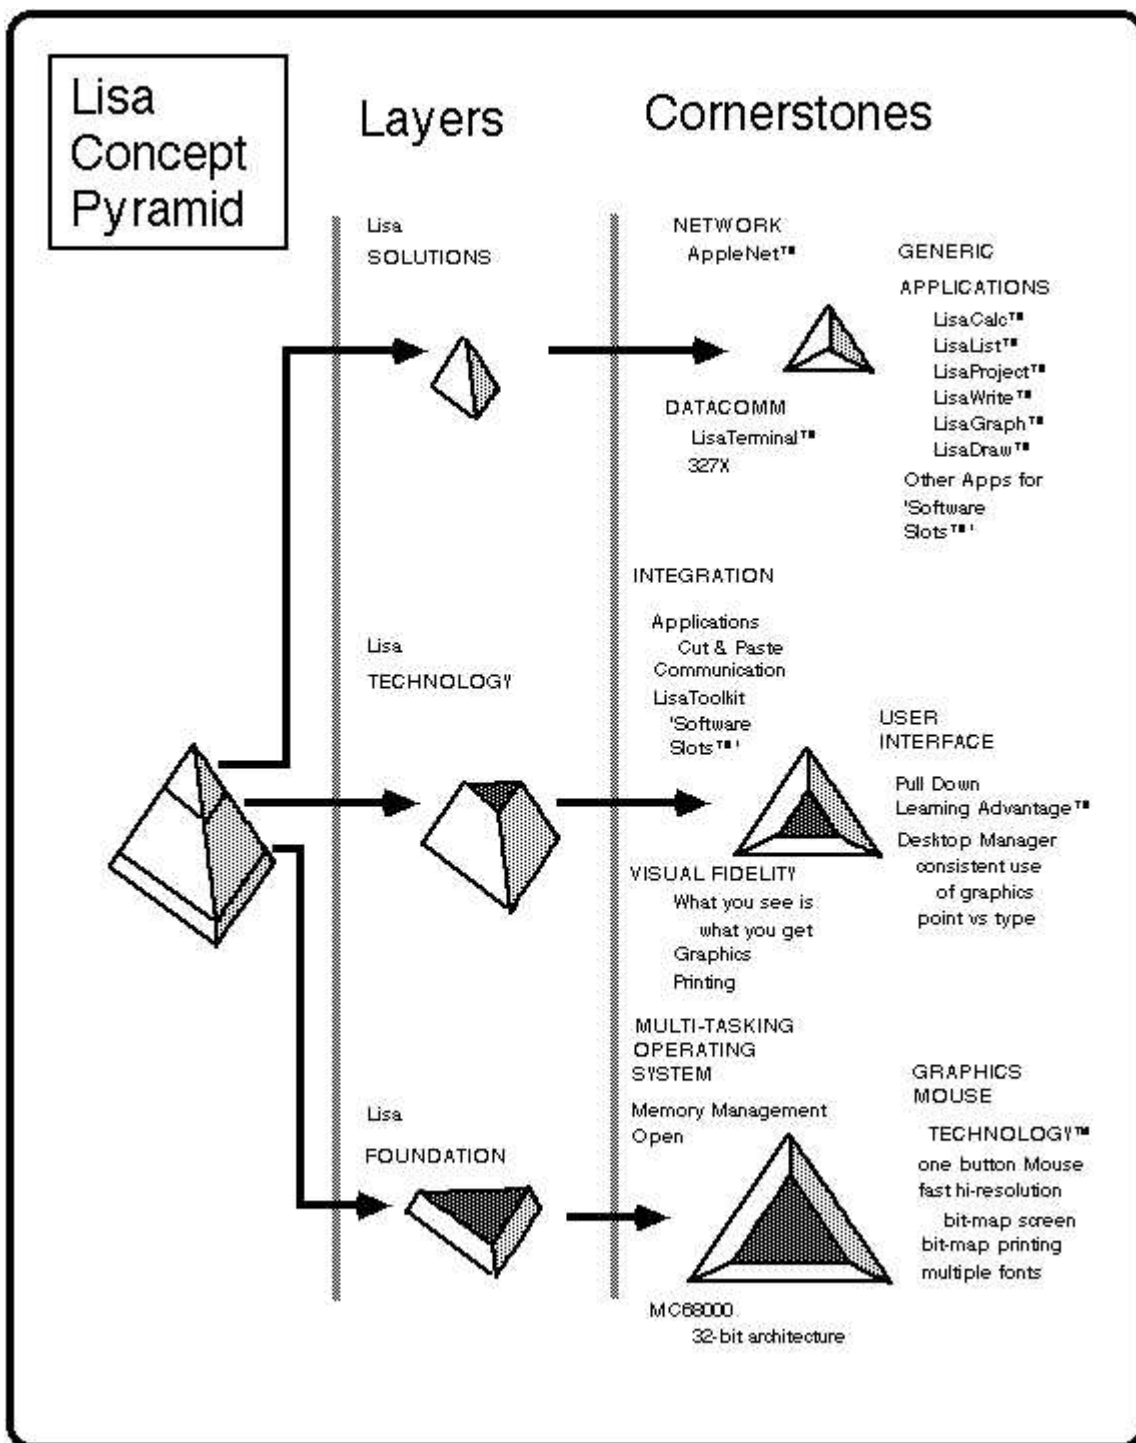 Lisa
Concept
Pyramid
Layers
Cornerstones
Lisa
SOLUTIONS
NETWORK
AppleNet™
GENERIC
APPLICATIONS
LisaCalc™
LisaList™
LisaProject™
LisaWrite™
LisaGraph™
LisaDraw™
Other Apps for
'Software
Slots™'
DATACOMM
LisaTerminal™
327X
Lisa
TECHNOLOGY
INTEGRATION
Applications
Cut & Paste
Communication
LisaToolkit
'Software
Slots™'
USER
INTERFACE
Pull Down
Learning Advantage™
Desktop Manager
consistent use
of graphics
point vs type
VISUAL FIDELITY
What you see is
what you get
Graphics
Printing
Lisa
FOUNDATION
MULTI-TASKING
OPERATING
SYSTEM
Memory Management
Open
GRAPHICS
MOUSE
TECHNOLOGY™
one button Mouse
fast hi-resolution
bit-map screen
bit-map printing
multiple fonts
MC68000
32-bit architecture